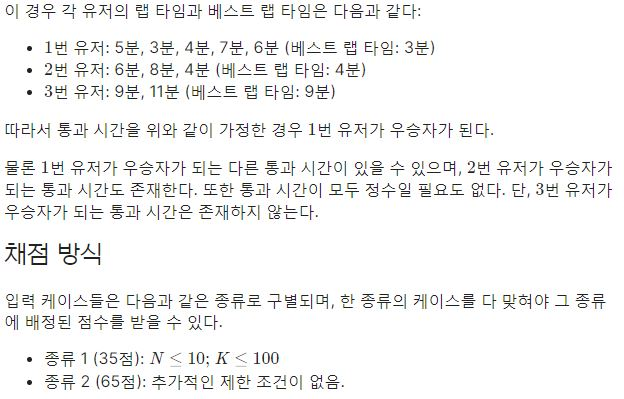 이 경우 각 유저의 랩 타임과 베스트 랩 타임은 다음과 같다:
• 1번 유저: 5분, 3분, 4분, 7분, 6분 (베스트 랩 타임: 3분)
• 2번 유저: 6분, 8분, 4분 (베스트 랩 타임: 4분)
• 3번 유저: 9분, 11분 (베스트 랩 타임: 9분)
따라서 통과 시간을 위와 같이 가정한 경우 1번 유저가 우승자가 된다.
물론 1번 유저가 우승자가 되는 다른 통과 시간이 있을 수 있으며, 2번 유저가 우승자가
되는 통과 시간도 존재한다. 또한 통과 시간이 모두 정수일 필요도 없다. 단, 3번 유저가
우승자가 되는 통과 시간은 존재하지 않는다.
채점 방식
입력 케이스들은 다음과 같은 종류로 구별되며, 한 종류의 케이스를 다 맞혀야 그 종류
에 배정된 점수를 받을 수 있다.
• 종류 1 (35점): N ≤ 10; K ≤ 100
• 종류 2 (65점): 추가적인 제한 조건이 없음.